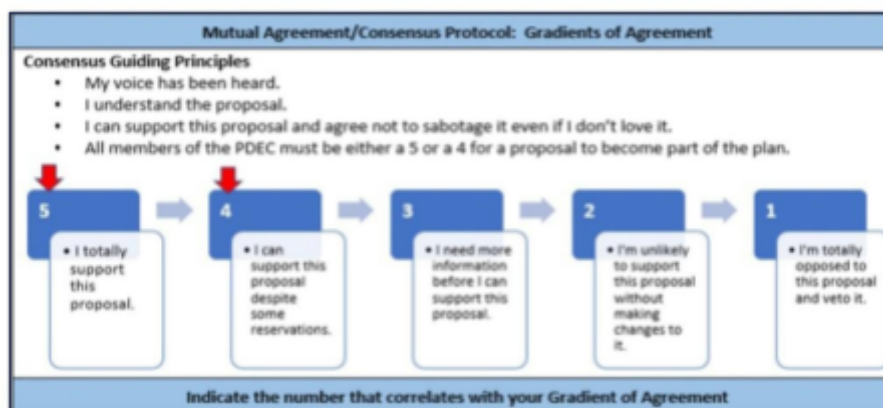 Mutual Agreement/Consensus Protocol: Gradients of Agreement
Consensus Guiding Principles
• My voice has been heard.
• I understand the proposal.
• I can support this proposal and agree not to sabotage it even if I don't love it.
• All members of the PDEC must be either a 5 or a 4 for a proposal to become part of the plan.
5
• I totally
support
this
proposal.
4
• I can
support this
proposal
despite
some
reservations.
3
• I need more
information
before I can
support this
proposal.
2
• I'm unlikely
to support
this proposal
without
making
changes to
it.
1
• I'm totally
opposed to
this proposal
and veto it.
Indicate the number that correlates with your Gradient of Agreement